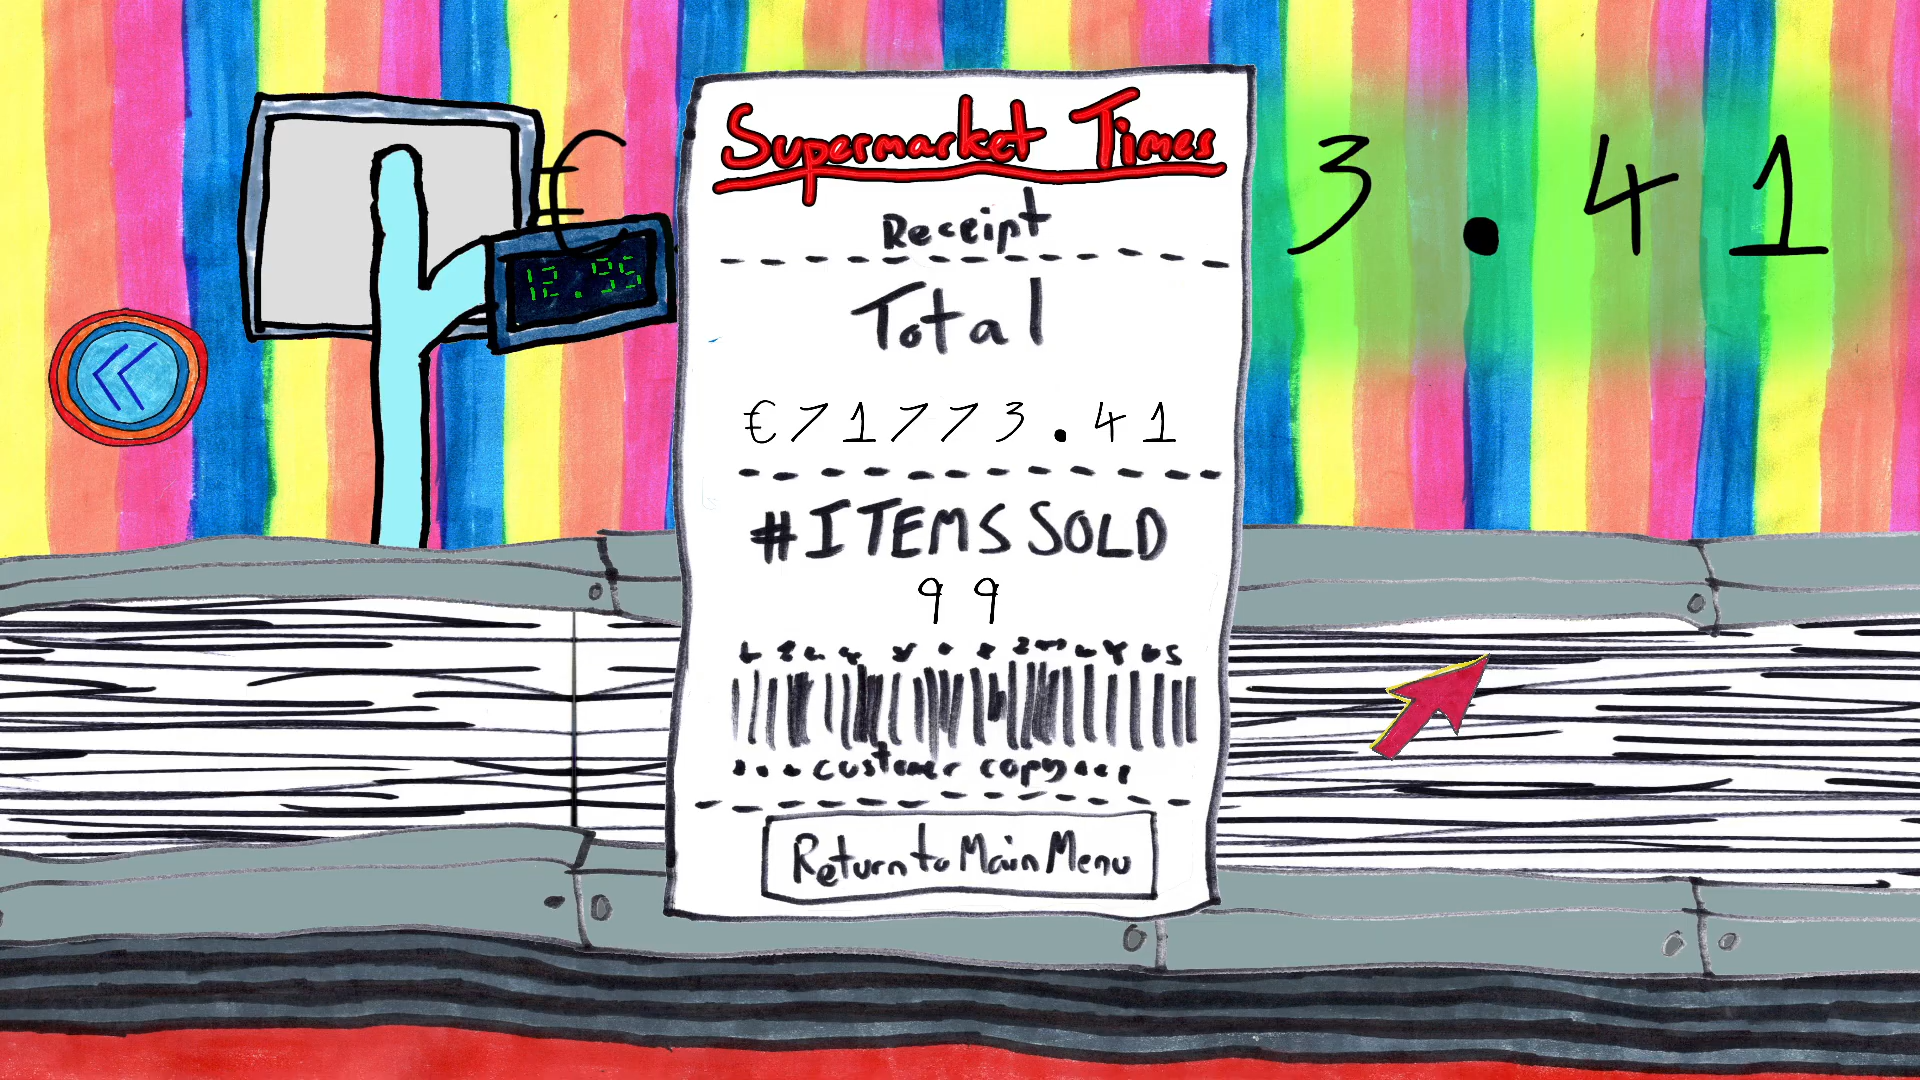 Supermarket Times
Receipt
Total
€71773.41
#ITEMS SOLD
99
...customer copy...
Return to Main Menu
€
12.95
3.41